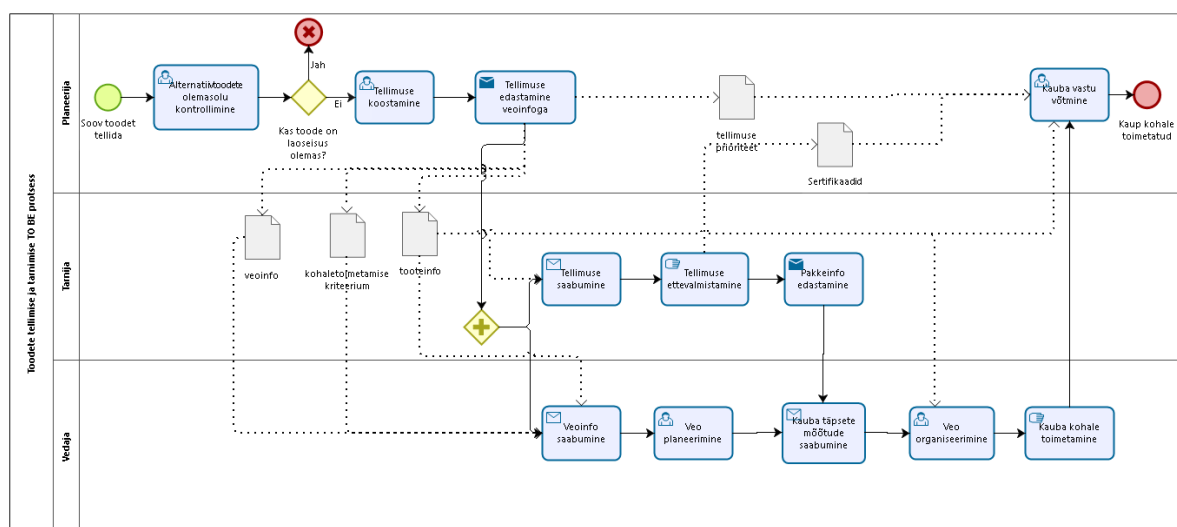 Toodete tellimise ja tarnimise TO BE protsess
Planeerija
Soov toodet
tellida
Alternatiivtoodete
olemasolu
kontrollimine
Jah
Ei
Kas toode on
laoseisus
olemas?
Tellimuse
koostamine
Tellimuse
edastamine
veoinfoga
tellimuse
prioriteet
Sertifikaadid
Kauba vastu
võtmine
Kaup kohale
toimetatud
Tarnija
veoinfo
kohaletoimetamise
kriteerium
tooteinfo
Tellimuse
saabumine
Tellimuse
ettevalmistamine
Pakkeinfo
edastamine
Vedaja
Veoinfo
saabumine
Veo
planeerimine
Kauba täpsete
mõõtude
saabumine
Veo
organiseerimine
Kauba kohale
toimetamine